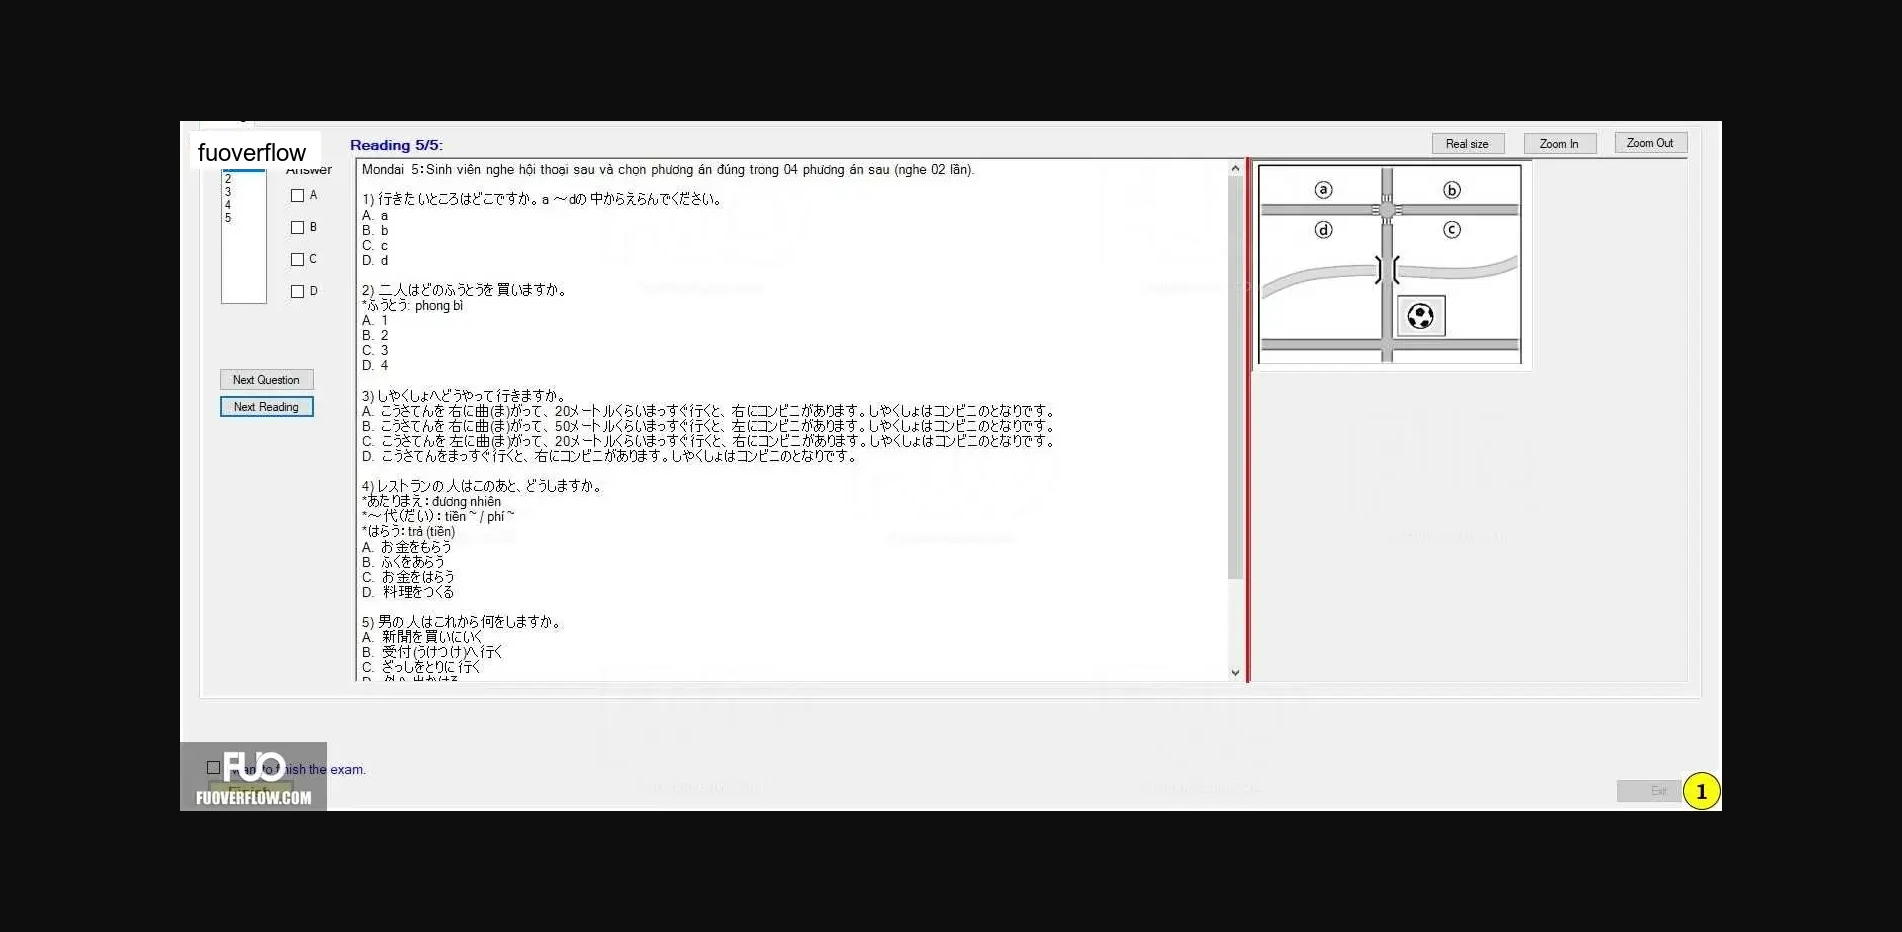 fuoverflow
Reading 5/5:
Real size
Zoom In
Zoom Out
Answer
2
3
4
5
A
B
C
D
Next Question
Next Reading
Mondai 5:Sinh viên nghe hội thoại sau và chọn phương án đúng trong 04 phương án sau (nghe 02 lần).
1) 行きたいところはどこですか。a ～dの 中からえらんでください。
A. a
B. b
C. c
D. d
2) 二人はどのふうとうを 買いますか。
*ふうとう: phong bì
A. 1
B. 2
C. 3
D. 4
3) しやくしょへどうやって 行きますか。
A. こうさてんを 右に曲(ま)がって、20メートルくらいまっすぐ行くと、右にコンビニがあります。しやくしょはコンビニのとなりです。
B. こうさてんを 右に曲(ま)がって、50メートルくらいまっすぐ行くと、左にコンビニがあります。しやくしょはコンビニのとなりです。
C. こうさてんを 左に曲(ま)がって、20メートルくらいまっすぐ行くと、右にコンビニがあります。しやくしょはコンビニのとなりです。
D. こうさてんをまっすぐ行くと、右にコンビニがあります。しやくしょはコンビニのとなりです。
4) レストランの 人はこのあと、どうしますか。
*あたりまえ : đương nhiên
*～代(だい) : tiền ~ / phí ~
*はらう: trả (tiền)
A. お 金をもらう
B. ふくをあらう
C. お 金をはらう
D. 料理をつくる
5) 男の 人はこれから何をしますか。
A. 新聞を 買いにいく
B. 受付(うけつけ)へ 行く
C. ざっしをとりに 行く
D. 外へ 出かける
a
b
d
c
FUO
FUOVERFLOW.COM
finish the exam.
Exit
1